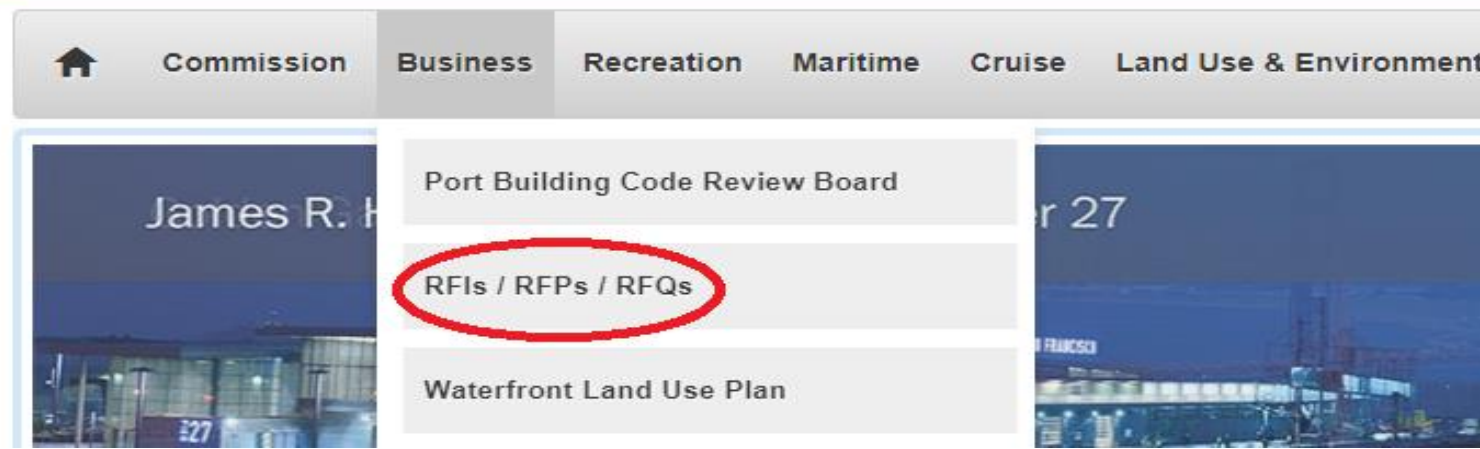 Commission Business Recreation Maritime Cruise Land Use & Environment
Port Building Code Review Board
James R. 27
RFIs / RFPs / RFQs
Waterfront Land Use Plan
27